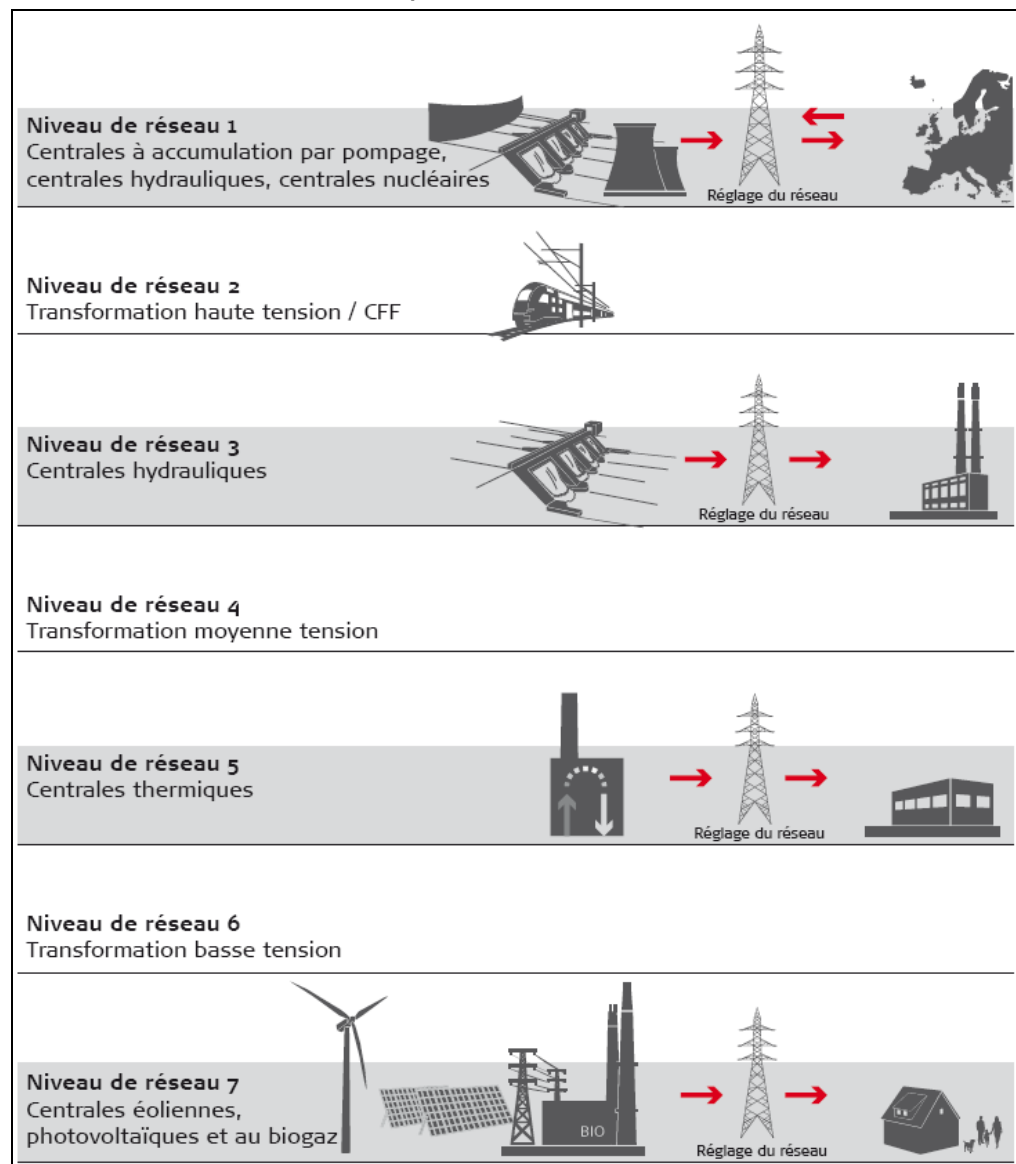 Niveau de réseau 1
Centrales à accumulation par pompage,
centrales hydrauliques, centrales nucléaires
Réglage du réseau
Niveau de réseau 2
Transformation haute tension / CFF
Niveau de réseau 3
Centrales hydrauliques
Réglage du réseau
Niveau de réseau 4
Transformation moyenne tension
Niveau de réseau 5
Centrales thermiques
Réglage du réseau
Niveau de réseau 6
Transformation basse tension
Niveau de réseau 7
Centrales éoliennes,
photovoltaïques et au biogaz
BIO
Réglage du réseau